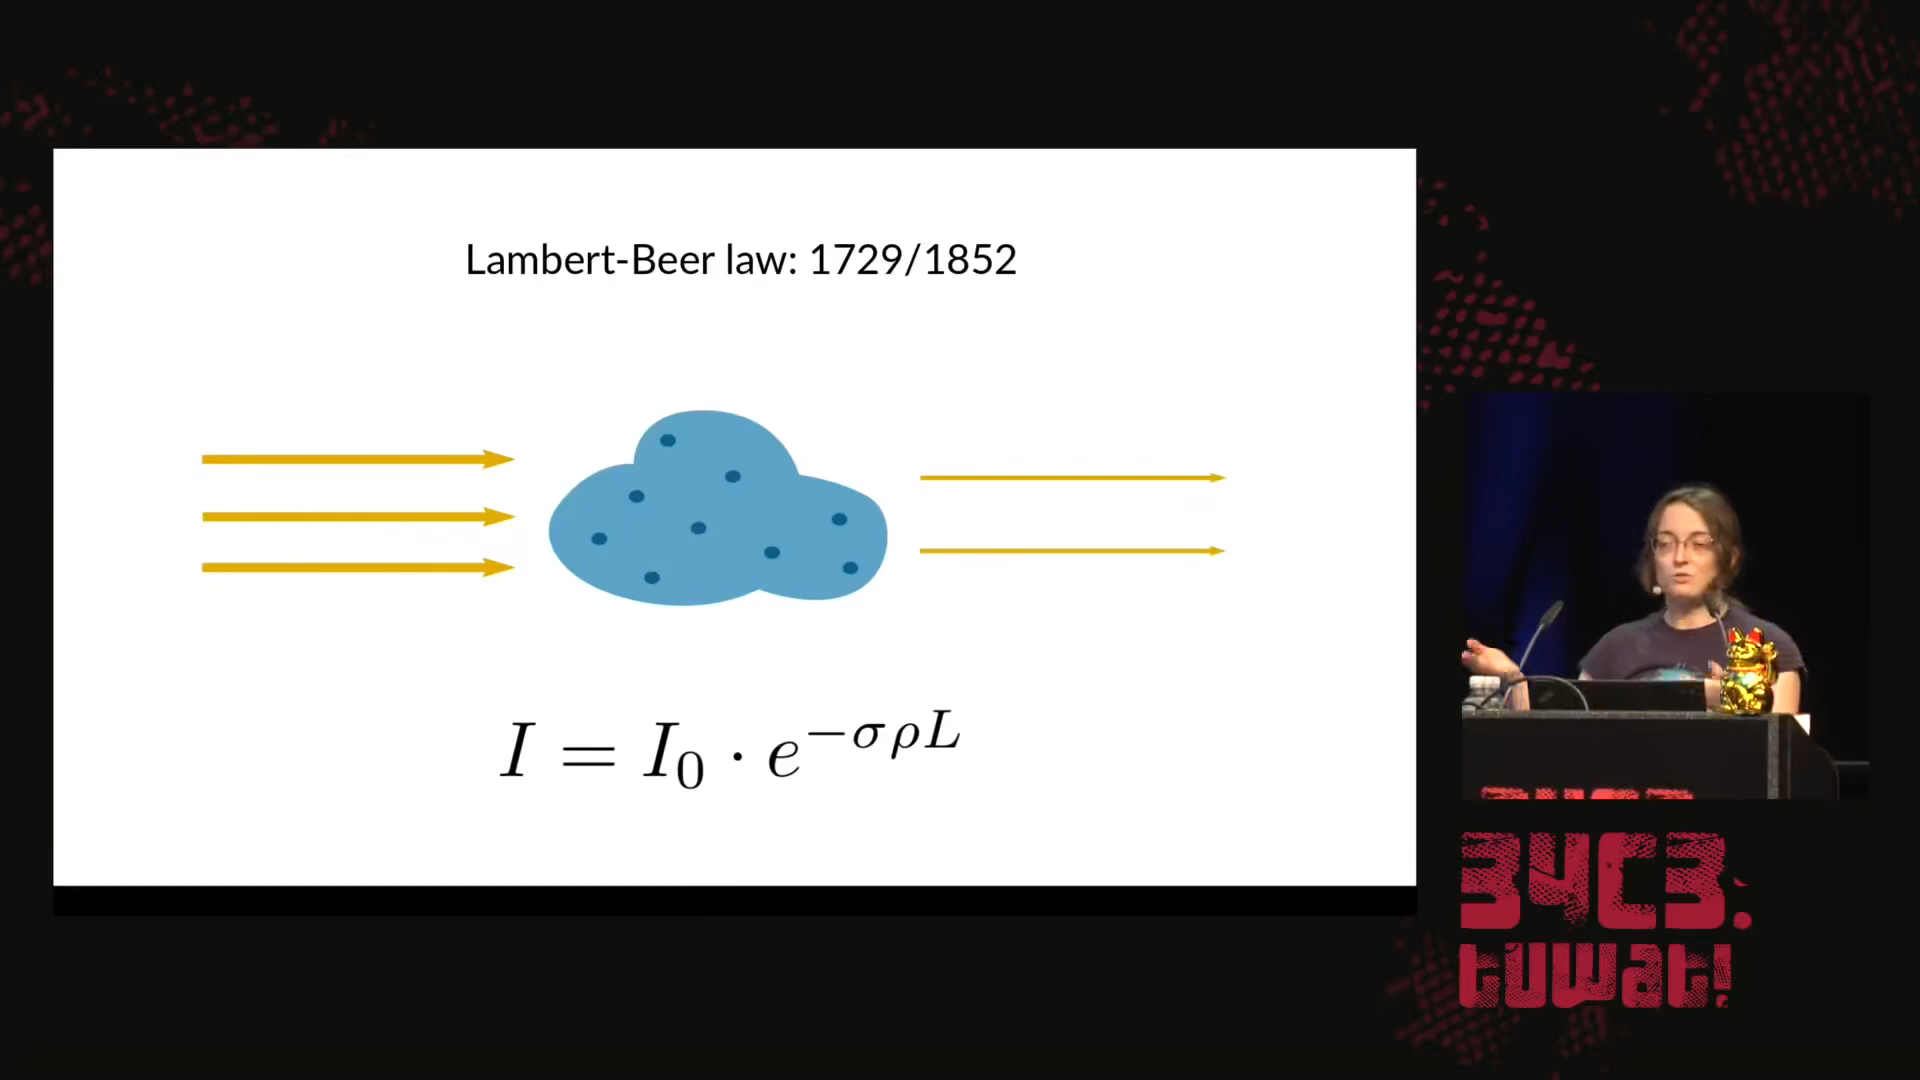 Lambert-Beer law: 1729/1852
I = I₀ · e^{−σρL}
34C3.
tuwat!